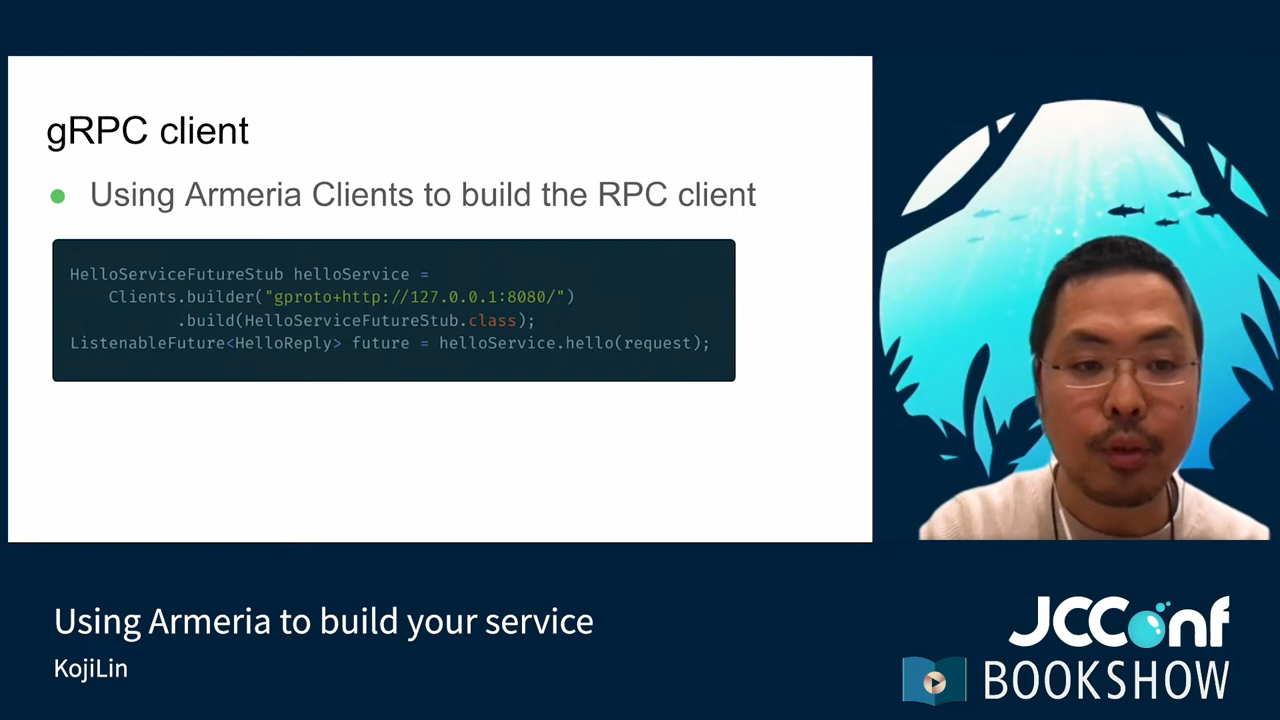 gRPC client
● Using Armeria Clients to build the RPC client
HelloServiceFutureStub helloService =
    Clients.builder("gproto+http://127.0.0.1:8080/")
           .build(HelloServiceFutureStub.class);
ListenableFuture<HelloReply> future = helloService.hello(request);
Using Armeria to build your service
KojiLin
JCConf
BOOKSHOW